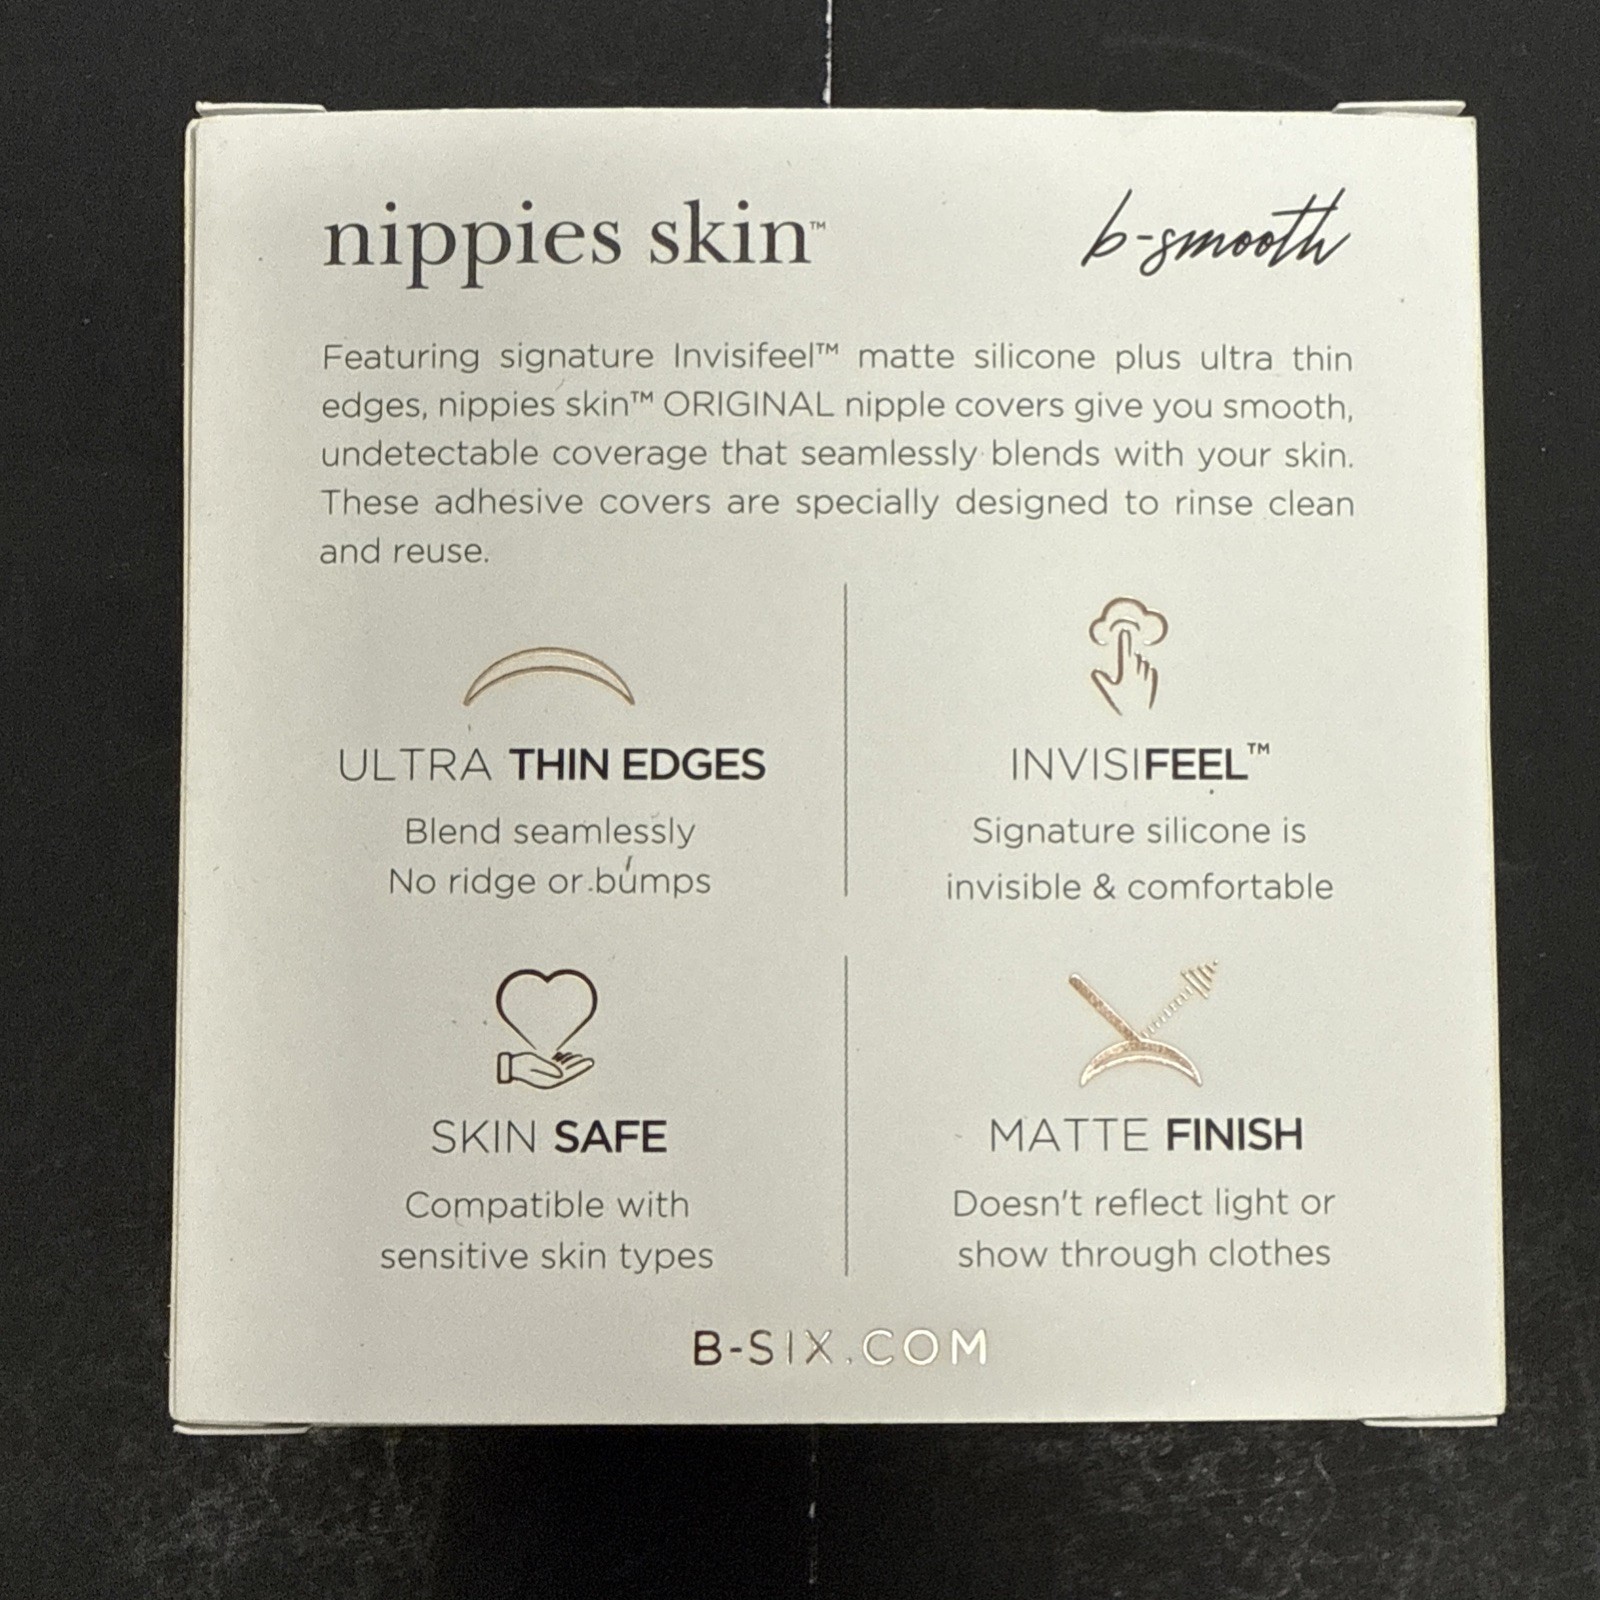 nippies skin™
b-smooth
Featuring signature Invisifeel™ matte silicone plus ultra thin
edges, nippies skin™ ORIGINAL nipple covers give you smooth,
undetectable coverage that seamlessly blends with your skin.
These adhesive covers are specially designed to rinse clean
and reuse.
ULTRA THIN EDGES
Blend seamlessly
No ridge or bumps
INVISIFEEL™
Signature silicone is
invisible & comfortable
SKIN SAFE
Compatible with
sensitive skin types
MATTE FINISH
Doesn't reflect light or
show through clothes
B-SIX.COM